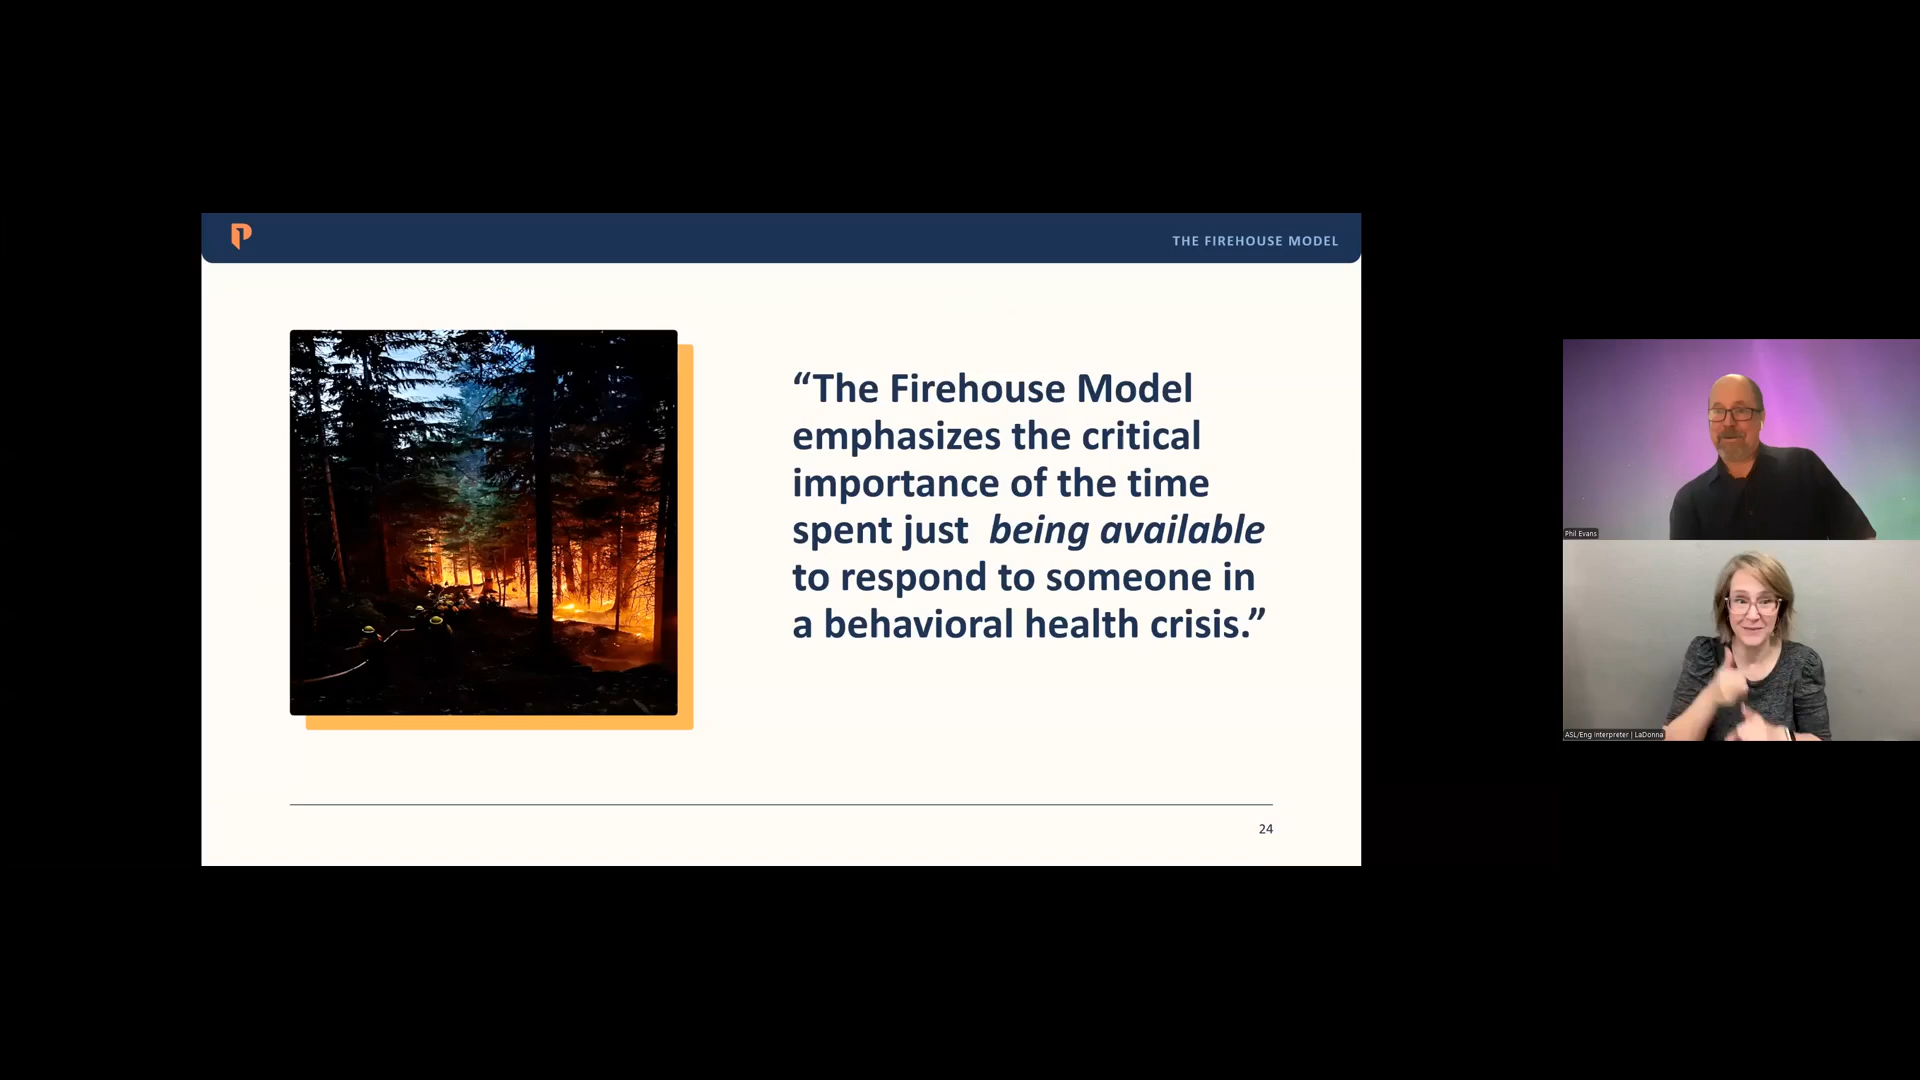 THE FIREHOUSE MODEL
“The Firehouse Model
emphasizes the critical
importance of the time
spent just being available
to respond to someone in
a behavioral health crisis.”
24
Phil Evans
ASL/Eng Interpreter | LaDonna